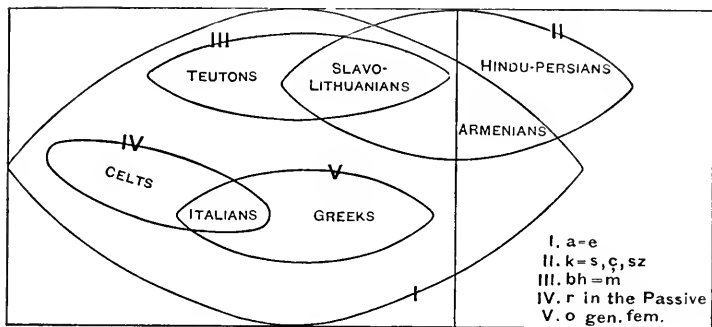 III
II
TEUTONS
SLAVO-
LITHUANIANS
HINDU-PERSIANS
ARMENIANS
IV
CELTS
V
ITALIANS
GREEKS
I
I. a=e
II. k=s, ç, sz
III. bh=m
IV. r in the Passive
V. o gen. fem.